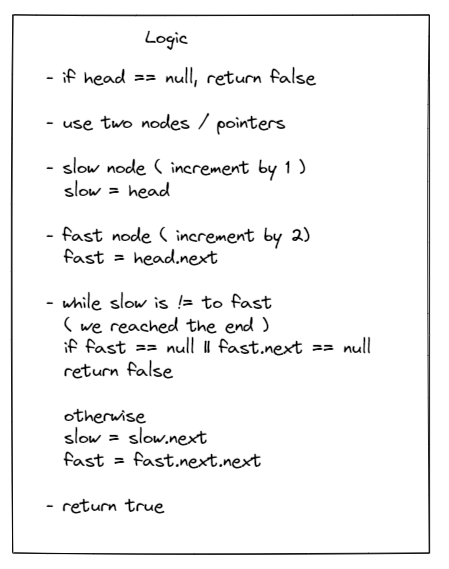 Logic
- if head == null, return false
- use two nodes / pointers
- slow node ( increment by 1 )
slow = head
- fast node ( increment by 2)
fast = head.next
- while slow is != to fast
( we reached the end )
if fast == null || fast.next == null
return false
otherwise
slow = slow.next
fast = fast.next.next
- return true